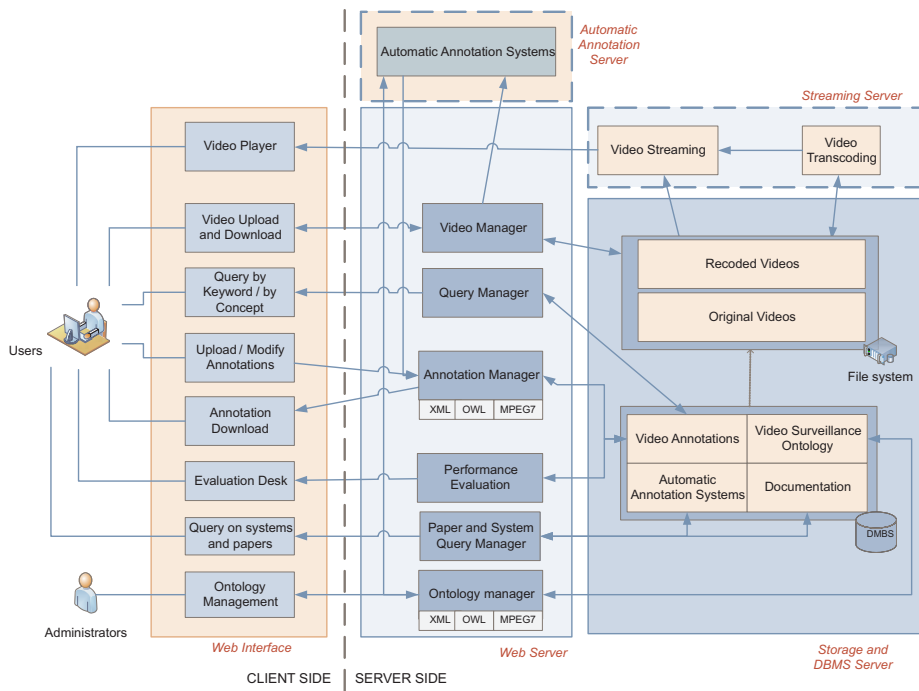 Automatic Annotation Systems
Automatic
Annotation
Server
Streaming Server
Video Player
Video Streaming
Video
Transcoding
Video Upload
and Download
Video Manager
Recoded Videos
Query by
Keyword / by
Concept
Query Manager
Original Videos
Users
Upload / Modify
Annotations
Annotation Manager
XML OWL MPEG7
File system
Annotation
Download
Video Annotations
Video Surveillance
Ontology
Evaluation Desk
Performance
Evaluation
Automatic
Annotation Systems
Documentation
Query on systems
and papers
Paper and System
Query Manager
DMBS
Ontology
Management
Ontology manager
XML OWL MPEG7
Administrators
Web Interface
Web Server
Storage and
DBMS Server
CLIENT SIDE
SERVER SIDE